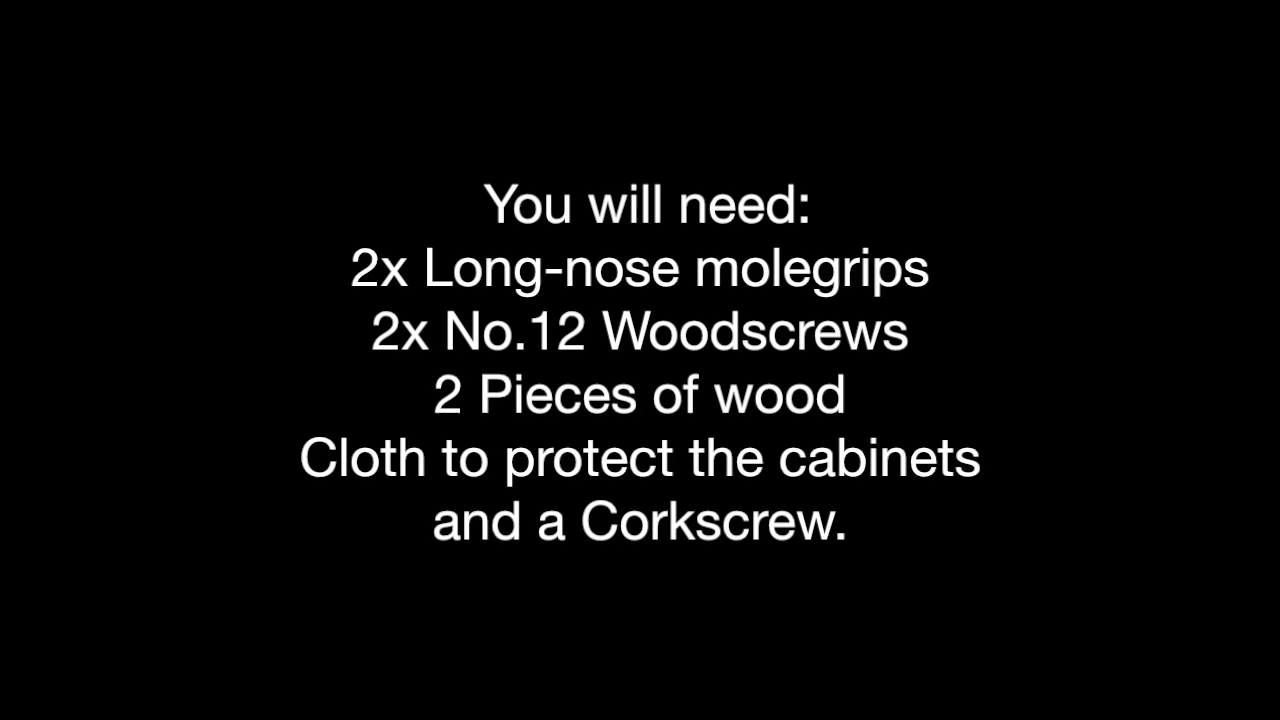 You will need:
2x Long-nose molegrips
2x No.12 Woodscrews
2 Pieces of wood
Cloth to protect the cabinets
and a Corkscrew.